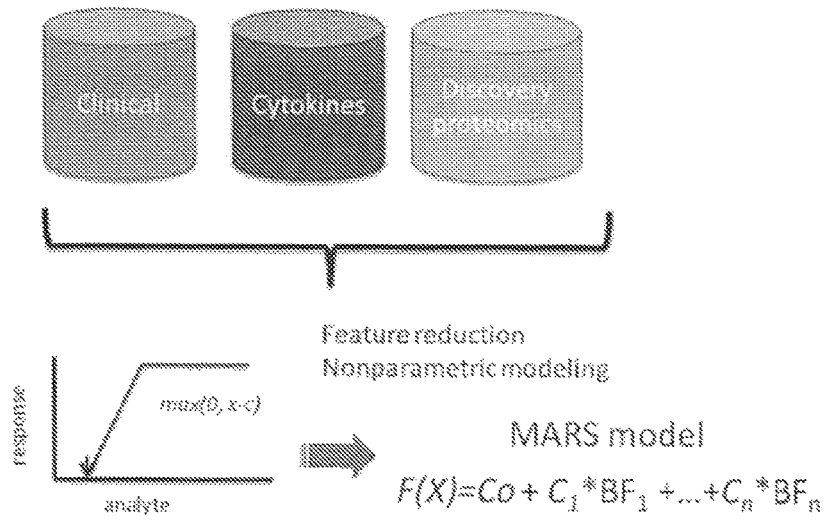 Clinical
Cytokines
Discovery
proteomics
Feature reduction
Nonparametric modeling
response
max(0, x-c)
analyte
MARS model
F(X)=Co + C₁*BF₁ +...+Cₙ*BFₙ